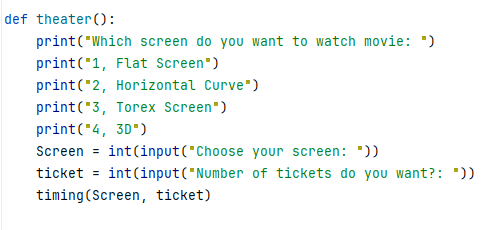 def theater():
    print("Which screen do you want to watch movie: ")
    print("1, Flat Screen")
    print("2, Horizontal Curve")
    print("3, Torex Screen")
    print("4, 3D")
    Screen = int(input("Choose your screen: "))
    ticket = int(input("Number of tickets do you want?: "))
    timing(Screen, ticket)